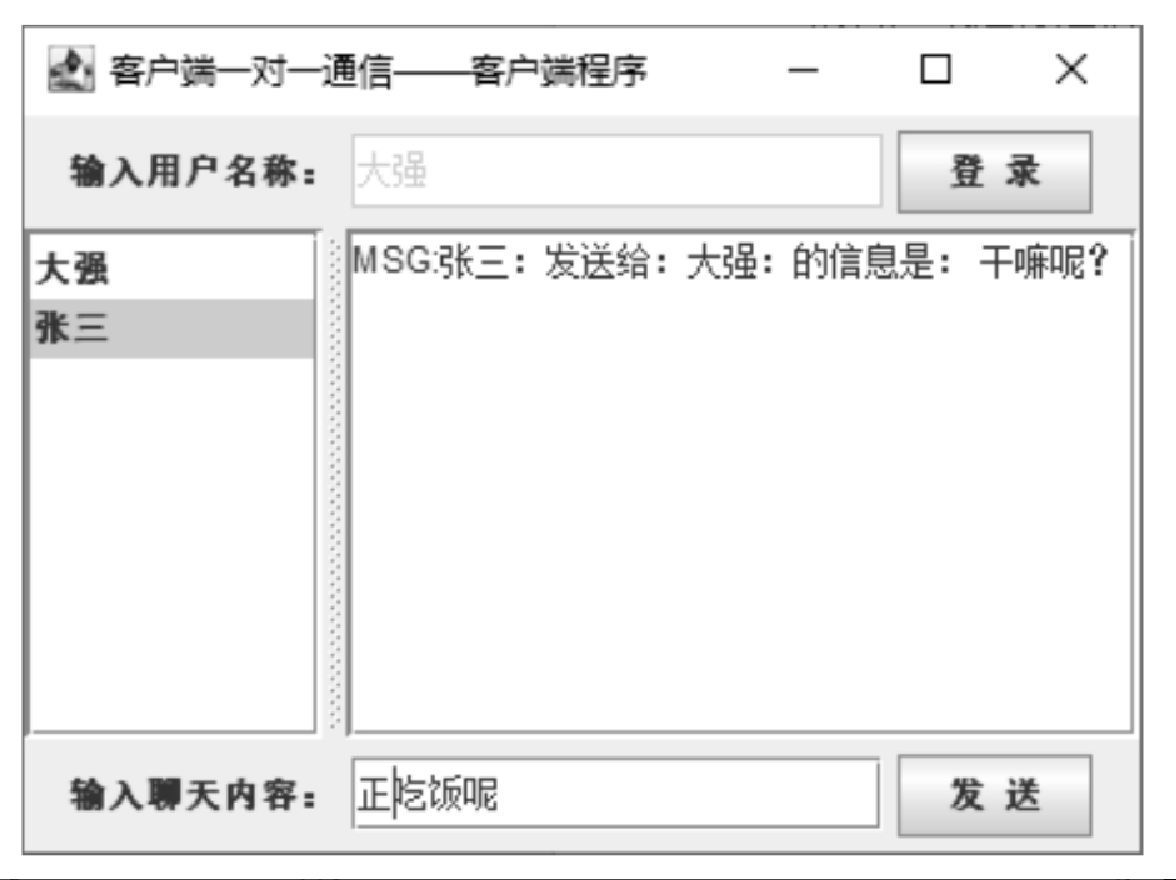 客户端一对一通信——客户端程序
输入用户名称： 大强 登 录
大强
张三
MSG:张三：发送给：大强：的信息是： 干嘛呢？
输入聊天内容： 正吃饭呢 发 送